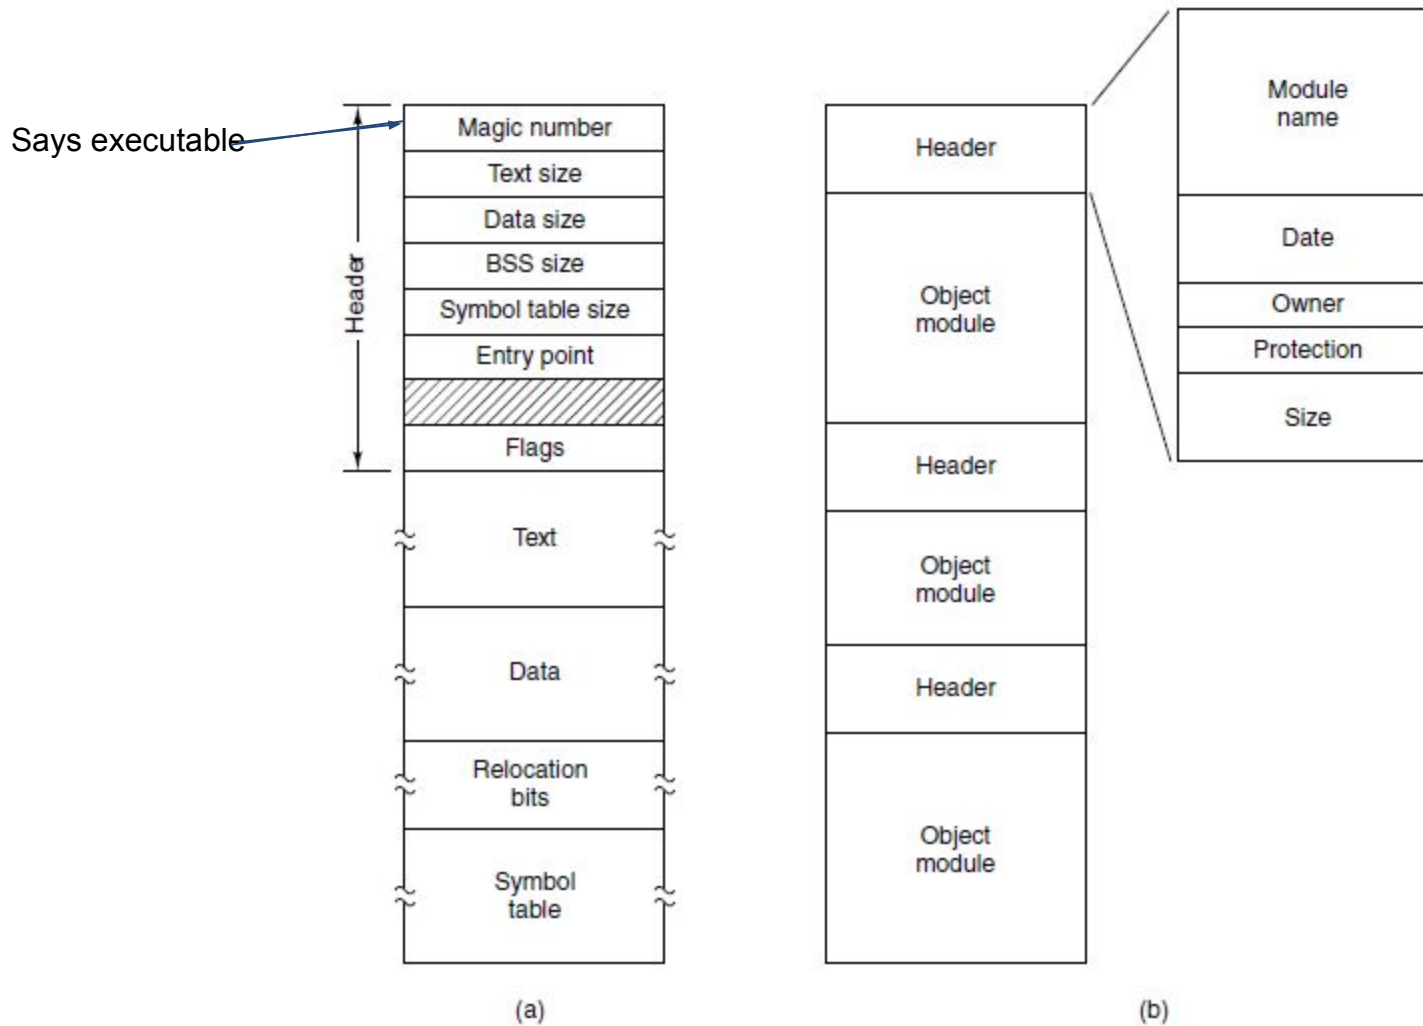 Says executable
Header
Magic number
Text size
Data size
BSS size
Symbol table size
Entry point
Flags
Text
Data
Relocation
bits
Symbol
table
(a)
Header
Object
module
Header
Object
module
Header
Object
module
Module
name
Date
Owner
Protection
Size
(b)